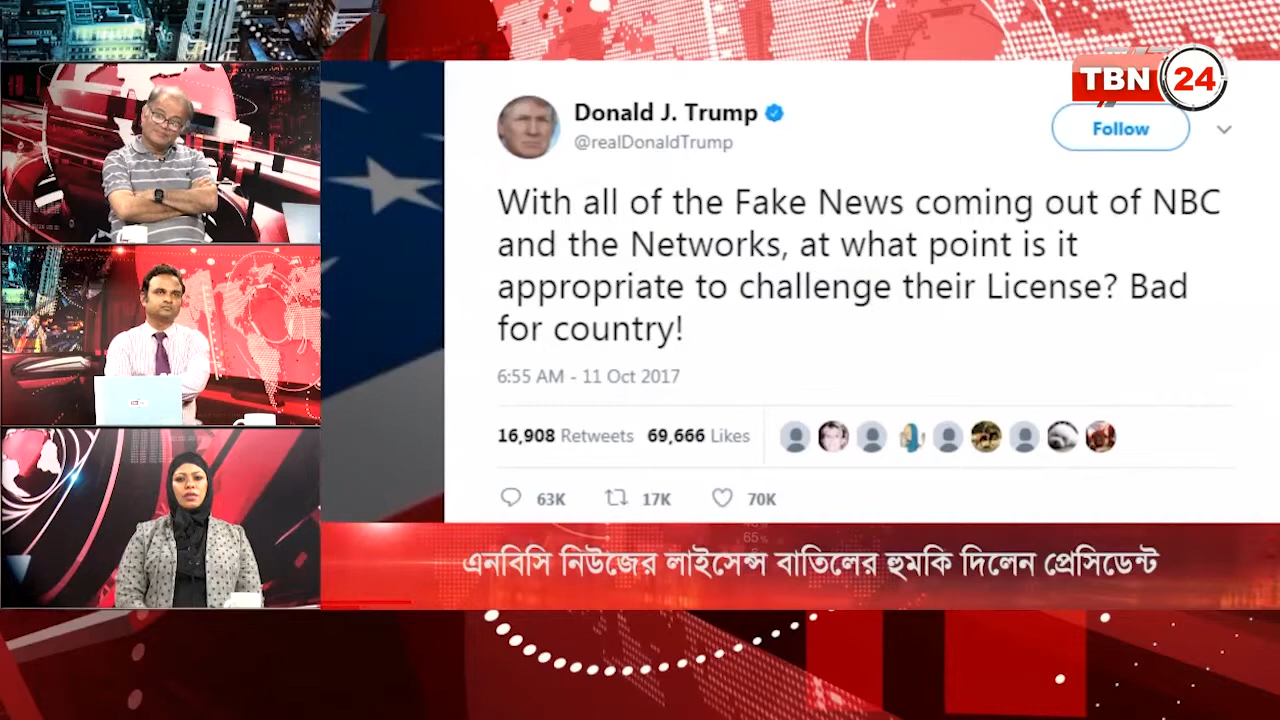 TBN 24
Donald J. Trump
@realDonaldTrump
Follow
With all of the Fake News coming out of NBC
and the Networks, at what point is it
appropriate to challenge their License? Bad
for country!
6:55 AM - 11 Oct 2017
16,908 Retweets 69,666 Likes
63K 17K 70K
65%
এনবিসি নিউজের লাইসেন্স বাতিলের হুমকি দিলেন প্রেসিডেন্ট